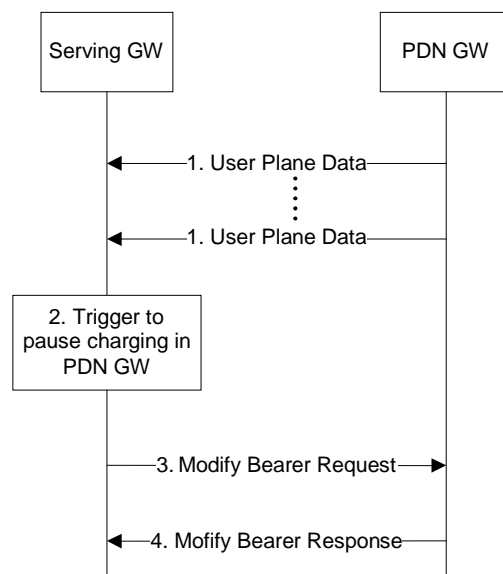 Serving GW
PDN GW
1. User Plane Data
1. User Plane Data
2. Trigger to
pause charging in
PDN GW
3. Modify Bearer Request
4. Mofify Bearer Response